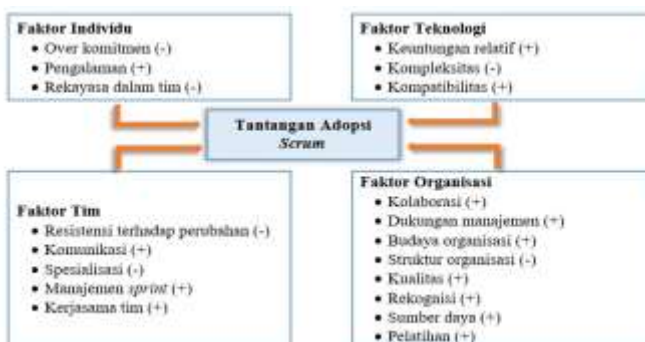 Faktor Individu
• Over komitmen (-)
• Pengalaman (+)
• Rekayasa dalam tim (-)
Faktor Teknologi
• Keuntungan relatif (+)
• Kompleksitas (-)
• Kompatibilitas (+)
Tantangan Adopsi
Scrum
Faktor Tim
• Resistensi terhadap perubahan (-)
• Komunikasi (+)
• Spesialisasi (-)
• Manajemen sprint (+)
• Kerjasama tim (+)
Faktor Organisasi
• Kolaborasi (+)
• Dukungan manajemen (+)
• Budaya organisasi (+)
• Struktur organisasi (-)
• Kualitas (+)
• Rekognisi (+)
• Sumber daya (+)
• Pelatihan (+)